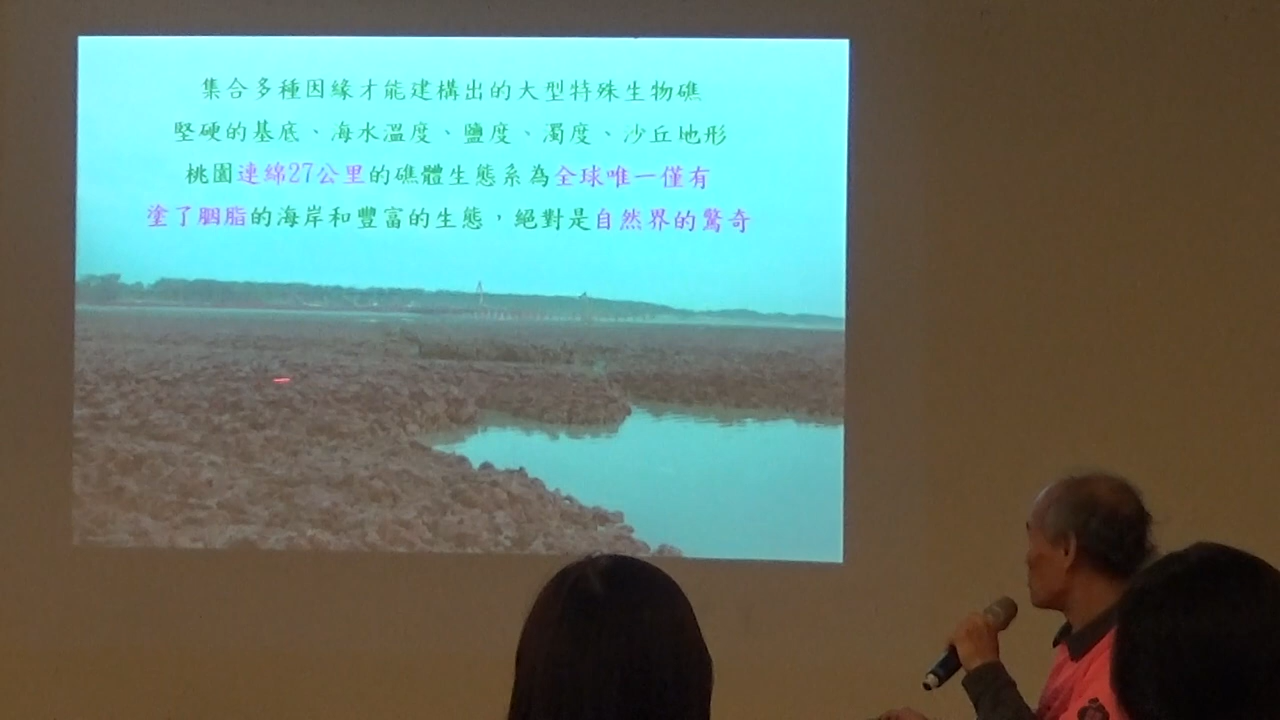 集合多種因緣才能建構出的大型特殊生物礁
堅硬的基底、海水溫度、鹽度、濁度、沙丘地形
桃園連綿27公里的礁體生態系為全球唯一僅有
塗了胭脂的海岸和豐富的生態，絕對是自然界的驚奇